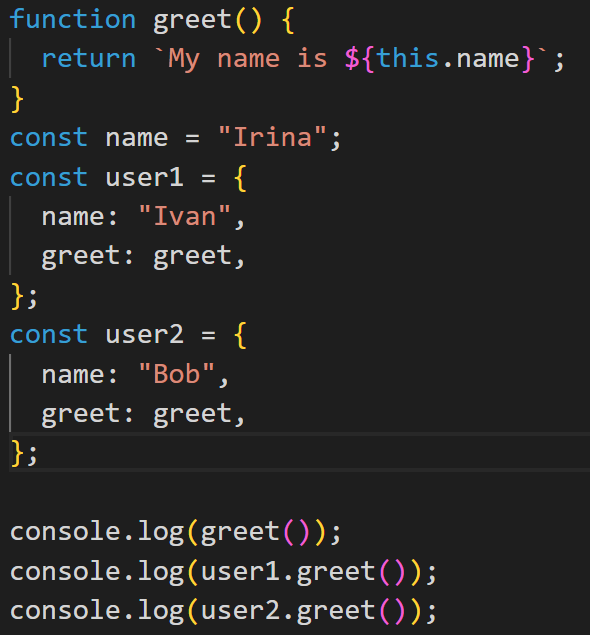 function greet() {
  return `My name is ${this.name}`;
}
const name = "Irina";
const user1 = {
  name: "Ivan",
  greet: greet,
};
const user2 = {
  name: "Bob",
  greet: greet,
};

console.log(greet());
console.log(user1.greet());
console.log(user2.greet());